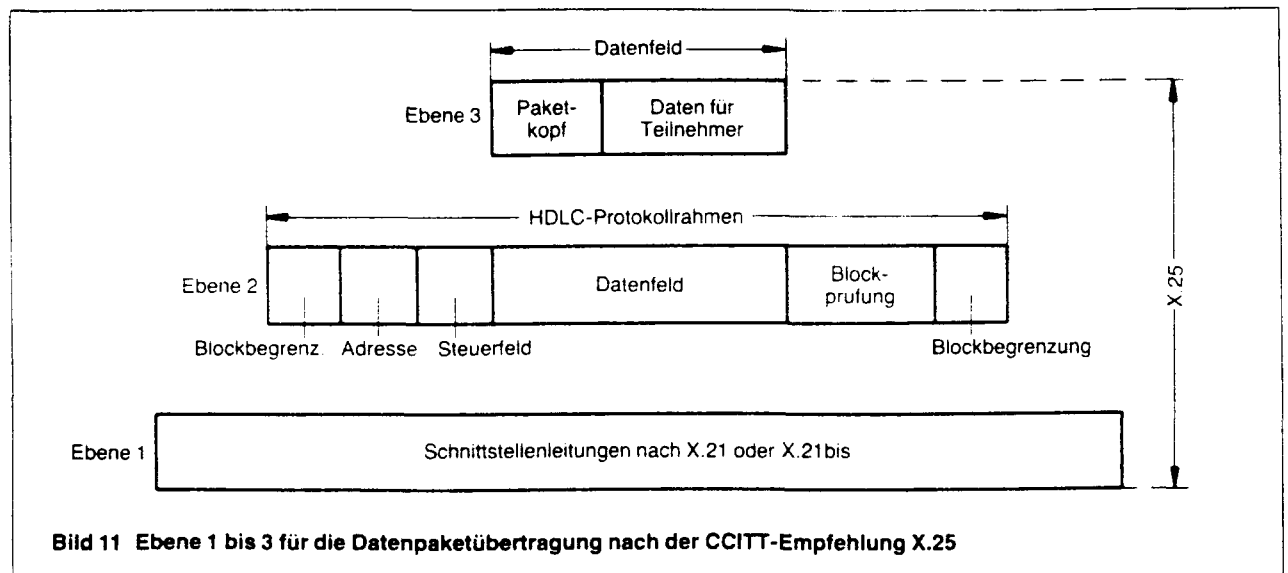 Datenfeld
Ebene 3
Paket-
kopf
Daten für
Teilnehmer
HDLC-Protokollrahmen
Ebene 2
Datenfeld
Block-
prufung
Blockbegrenz.
Adresse
Steuerfeld
Blockbegrenzung
X.25
Ebene 1
Schnittstellenleitungen nach X.21 oder X.21bis
Bild 11 Ebene 1 bis 3 für die Datenpaketübertragung nach der CCITT-Empfehlung X.25